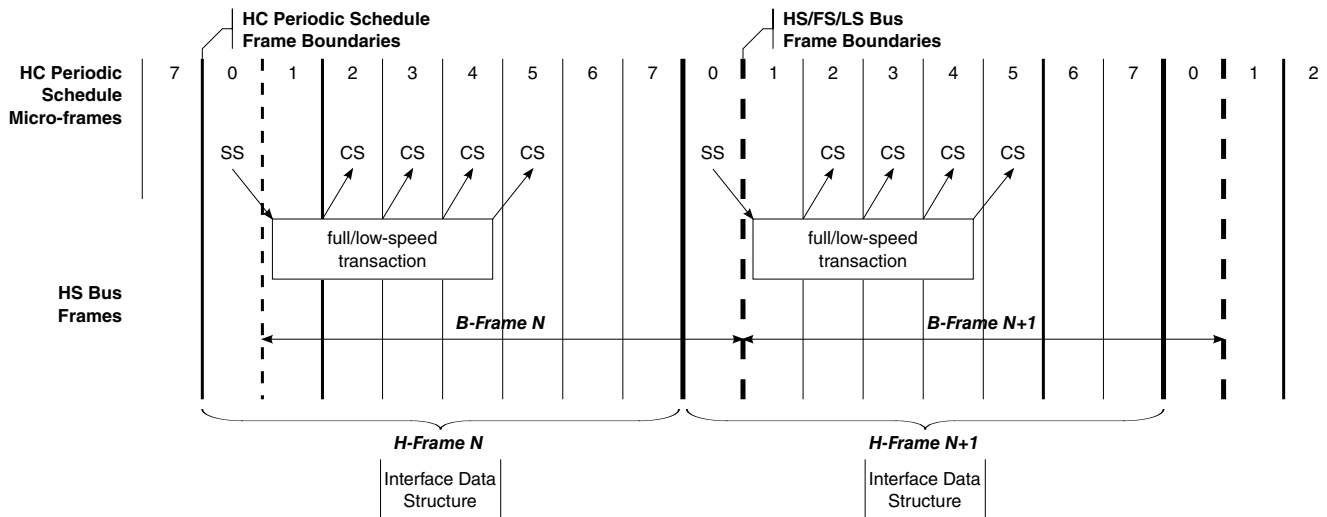 HC Periodic Schedule
Frame Boundaries
HS/FS/LS Bus
Frame Boundaries
HC Periodic
Schedule
Micro-frames
7 0 1 2 3 4 5 6 7 0 1 2 3 4 5 6 7 0 1 2
SS CS CS CS CS SS CS CS CS CS
full/low-speed
transaction
full/low-speed
transaction
HS Bus
Frames
B-Frame N
B-Frame N+1
H-Frame N
H-Frame N+1
Interface Data
Structure
Interface Data
Structure